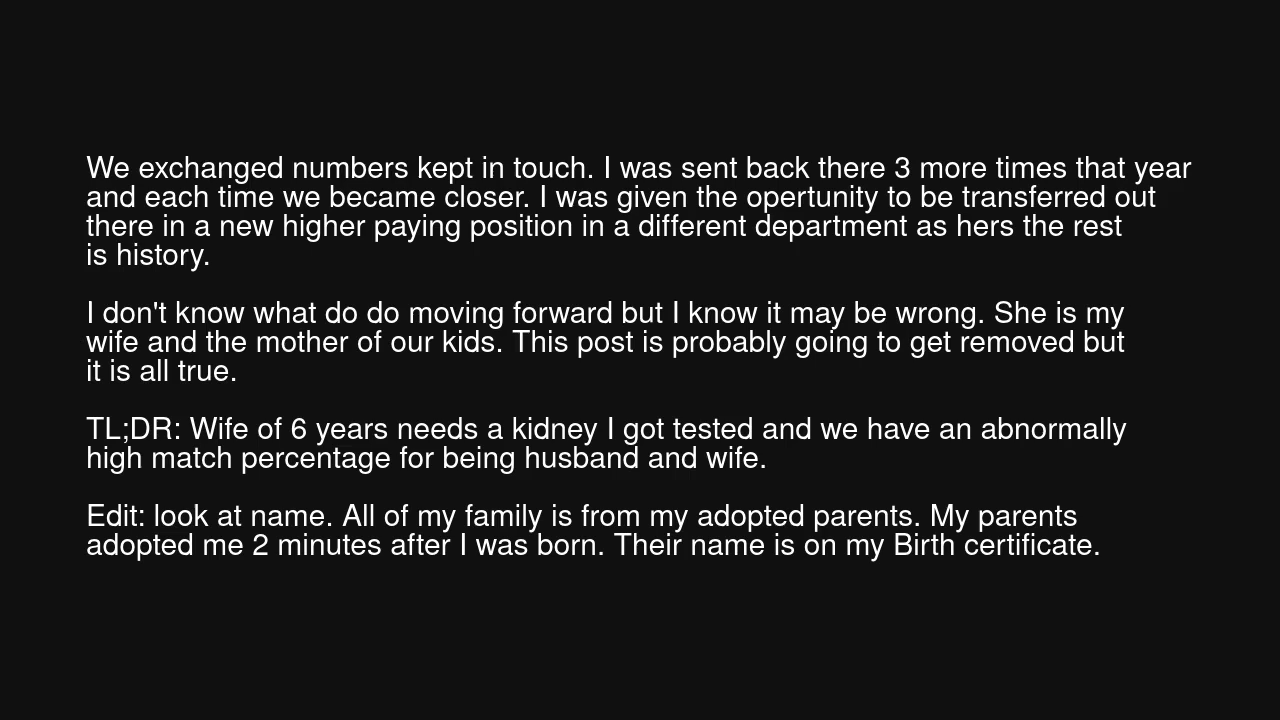 We exchanged numbers kept in touch. I was sent back there 3 more times that year
and each time we became closer. I was given the opertunity to be transferred out
there in a new higher paying position in a different department as hers the rest
is history.
I don't know what do do moving forward but I know it may be wrong. She is my
wife and the mother of our kids. This post is probably going to get removed but
it is all true.
TL;DR: Wife of 6 years needs a kidney I got tested and we have an abnormally
high match percentage for being husband and wife.
Edit: look at name. All of my family is from my adopted parents. My parents
adopted me 2 minutes after I was born. Their name is on my Birth certificate.